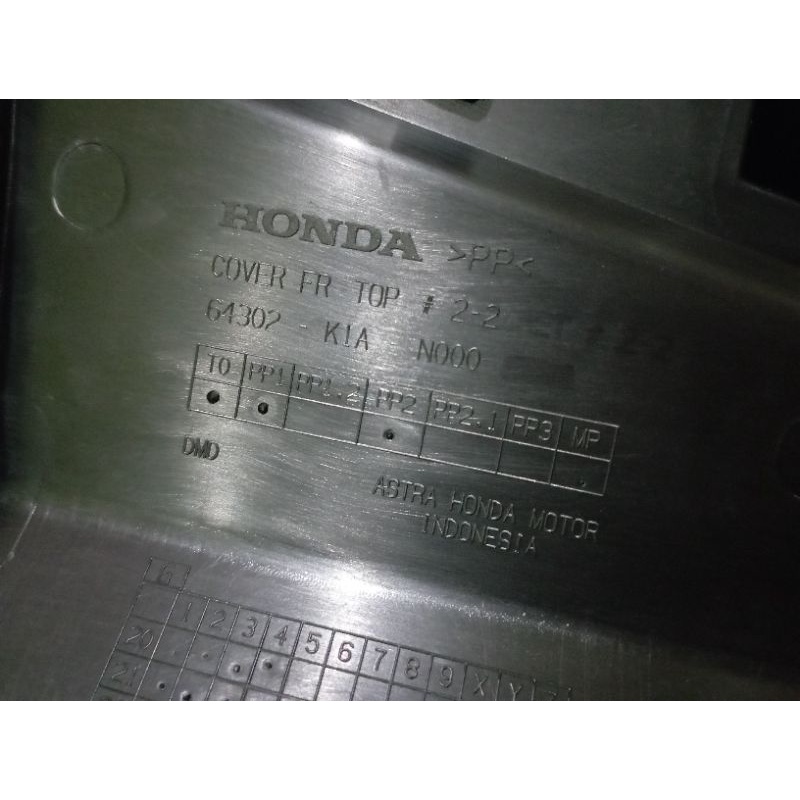 HONDA >PP<
COVER FR TOP # 2-2
64302 - K1A N000
T0 PP1 PP1.2 PP2 PP2.1 PP3 MP
DMD
ASTRA HONDA MOTOR
INDONESIA
1 2 3 4 5 6 7 8 9 X Y Z
20
21